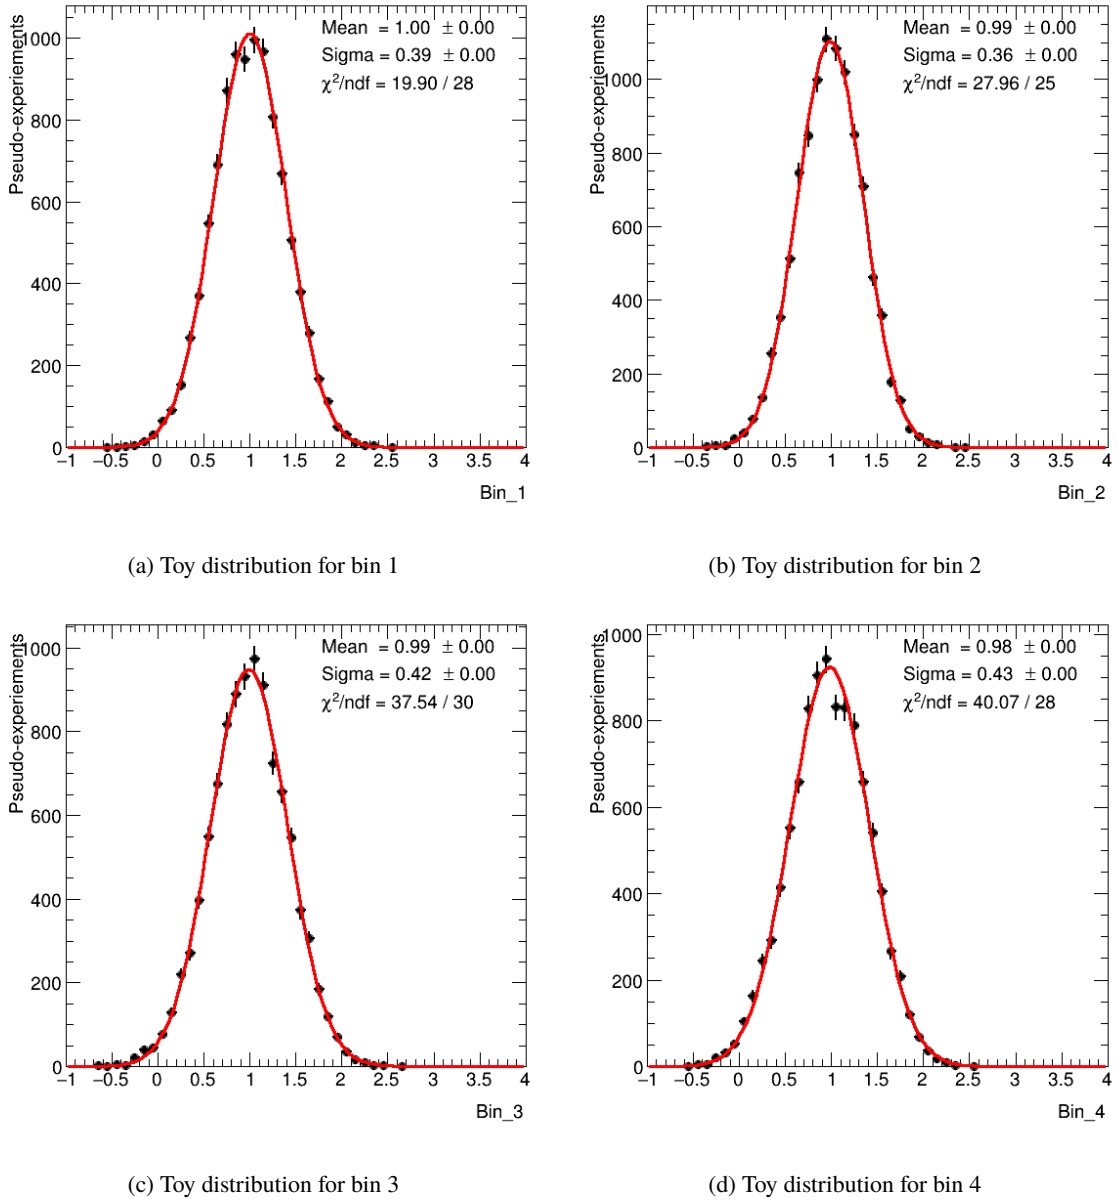 Pseudo-experiements
Mean = 1.00 ± 0.00
Sigma = 0.39 ± 0.00
χ²/ndf = 19.90 / 28
1000
800
600
400
200
0
−1 −0.5 0 0.5 1 1.5 2 2.5 3 3.5 4
Bin_1
(a) Toy distribution for bin 1
Pseudo-experiements
Mean = 0.99 ± 0.00
Sigma = 0.36 ± 0.00
χ²/ndf = 27.96 / 25
1000
800
600
400
200
0
−1 −0.5 0 0.5 1 1.5 2 2.5 3 3.5 4
Bin_2
(b) Toy distribution for bin 2
Pseudo-experiements
Mean = 0.99 ± 0.00
Sigma = 0.42 ± 0.00
χ²/ndf = 37.54 / 30
1000
800
600
400
200
0
−1 −0.5 0 0.5 1 1.5 2 2.5 3 3.5 4
Bin_3
(c) Toy distribution for bin 3
Pseudo-experiements
Mean = 0.98 ± 0.00
Sigma = 0.43 ± 0.00
χ²/ndf = 40.07 / 28
1000
800
600
400
200
0
−1 −0.5 0 0.5 1 1.5 2 2.5 3 3.5 4
Bin_4
(d) Toy distribution for bin 4